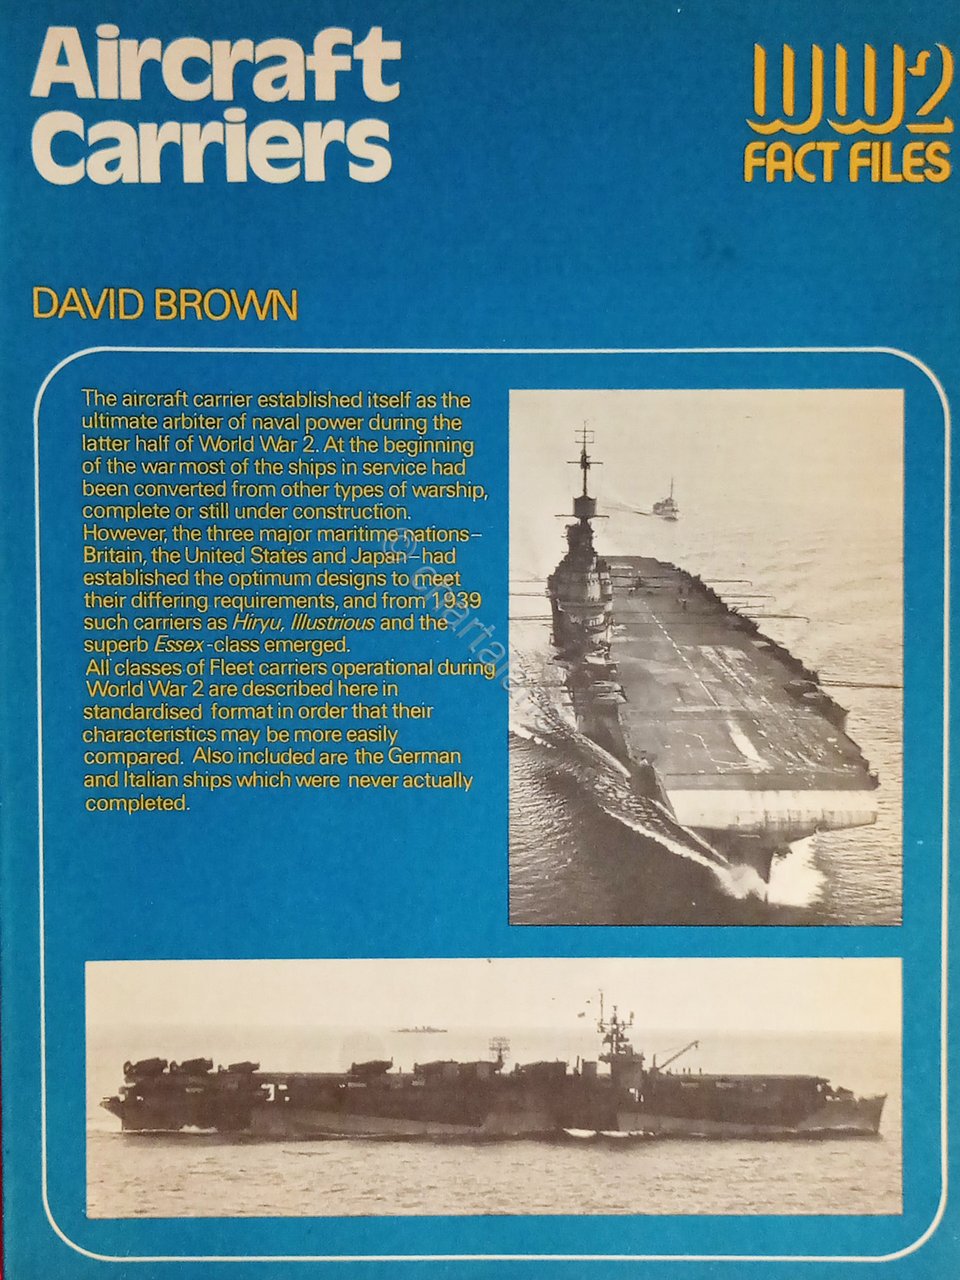 Aircraft
Carriers
WW2
FACT FILES
DAVID BROWN
The aircraft carrier established itself as the
ultimate arbiter of naval power during the
latter half of World War 2. At the beginning
of the war most of the ships in service had
been converted from other types of warship,
complete or still under construction.
However, the three major maritime nations–
Britain, the United States and Japan–had
established the optimum designs to meet
their differing requirements, and from 1939
such carriers as Hiryu, Illustrious and the
superb Essex-class emerged.
All classes of Fleet carriers operational during
World War 2 are described here in
standardised format in order that their
characteristics may be more easily
compared. Also included are the German
and Italian ships which were never actually
completed.